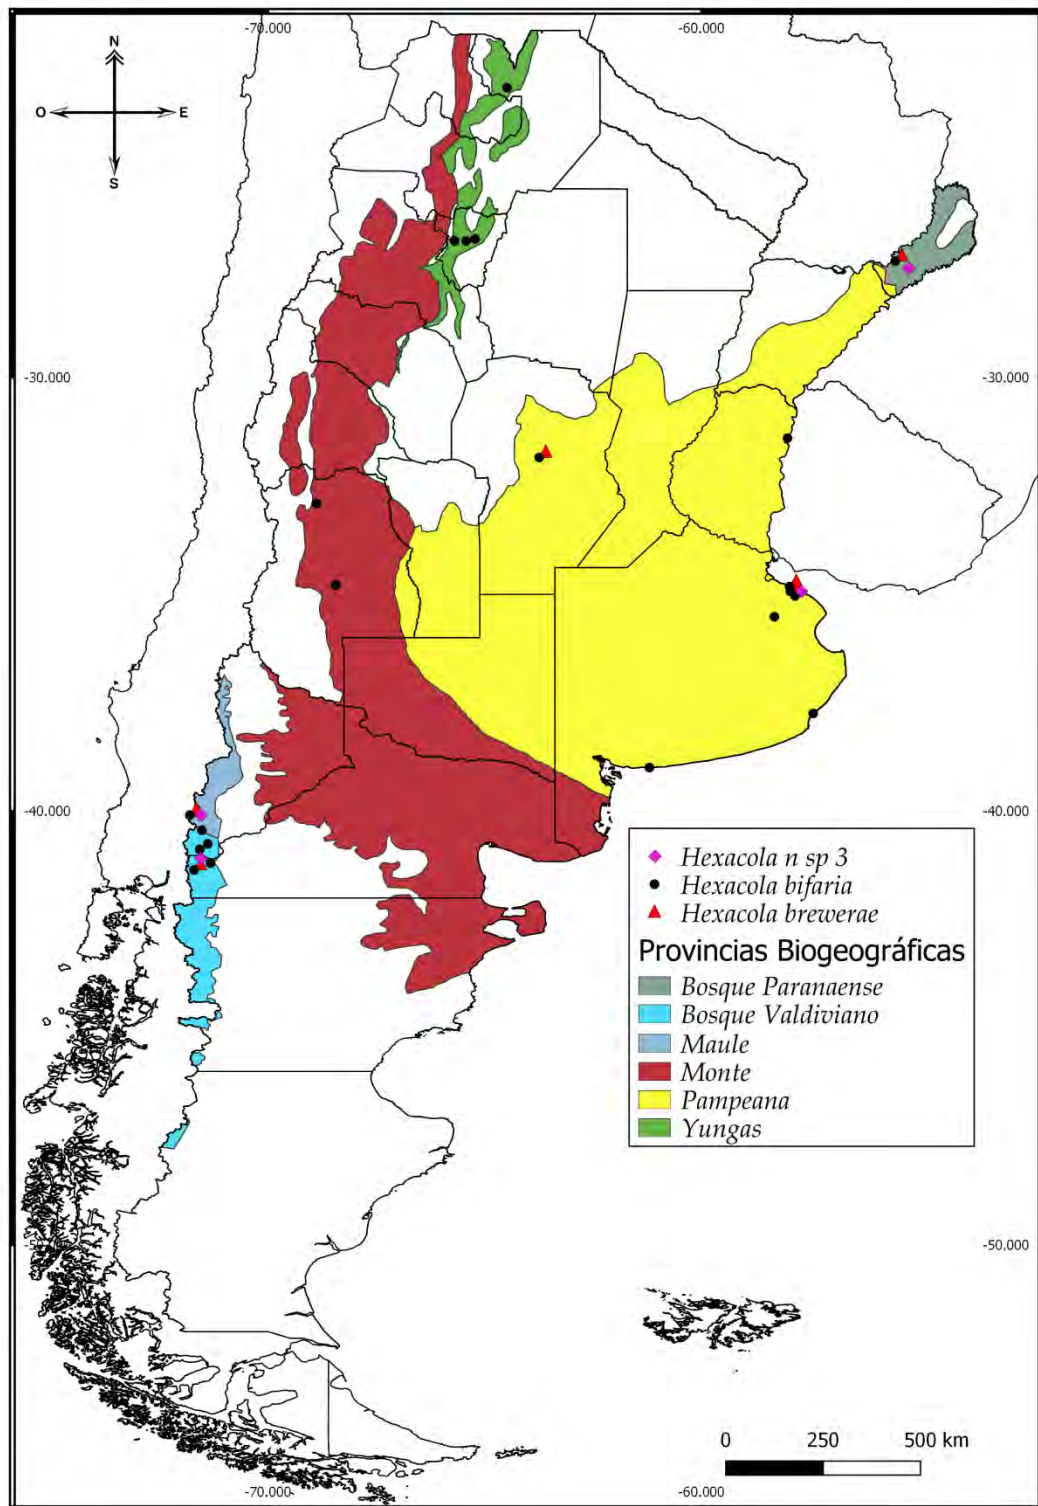 -70.000
-60.000
N
O
E
S
-30.000
-30.000
-40.000
-40.000
Hexacola n sp 3
Hexacola bifaria
Hexacola brewerae
Provincias Biogeográficas
Bosque Paranaense
Bosque Valdiviano
Maule
Monte
Pampeana
Yungas
-50.000
-50.000
0
250
500 km
-70.000
-60.000